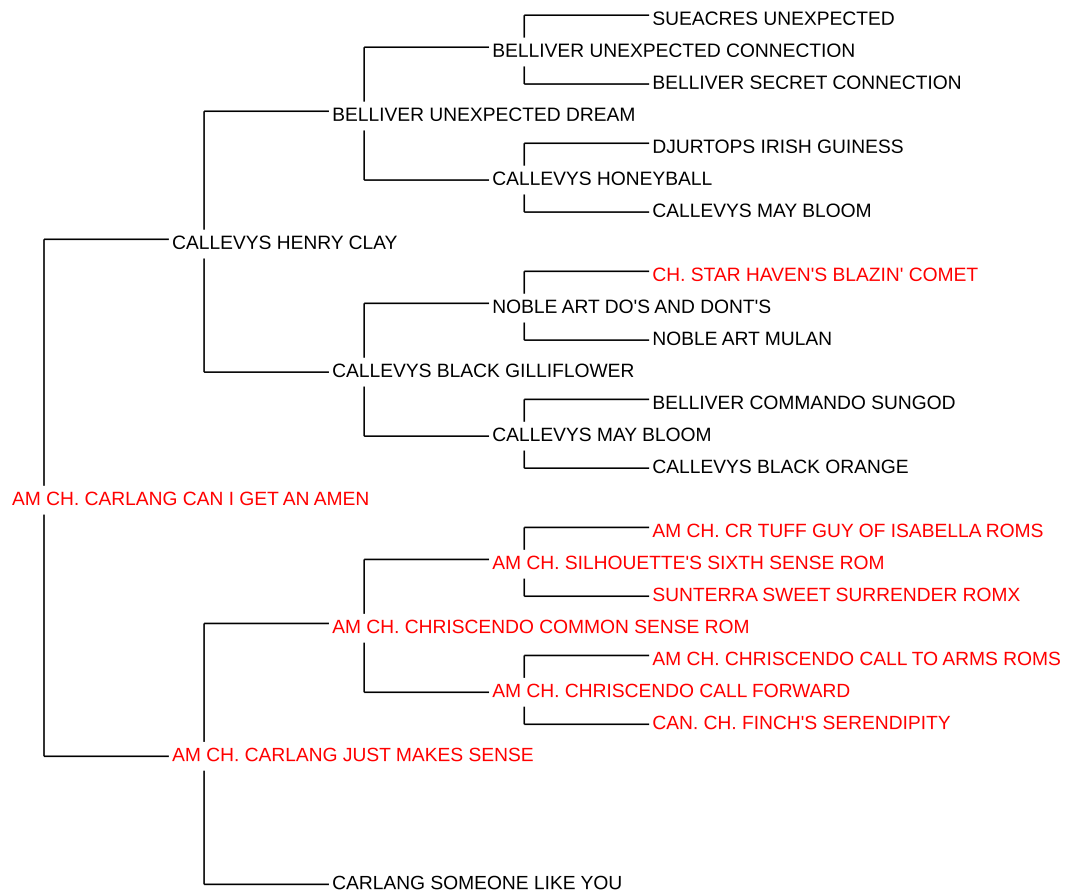 SUEACRES UNEXPECTED
BELLIVER UNEXPECTED CONNECTION
BELLIVER SECRET CONNECTION
BELLIVER UNEXPECTED DREAM
DJURTOPS IRISH GUINESS
CALLEVYS HONEYBALL
CALLEVYS MAY BLOOM
CALLEVYS HENRY CLAY
CH. STAR HAVEN'S BLAZIN' COMET
NOBLE ART DO'S AND DONT'S
NOBLE ART MULAN
CALLEVYS BLACK GILLIFLOWER
BELLIVER COMMANDO SUNGOD
CALLEVYS MAY BLOOM
CALLEVYS BLACK ORANGE
AM CH. CARLANG CAN I GET AN AMEN
AM CH. CR TUFF GUY OF ISABELLA ROMS
AM CH. SILHOUETTE'S SIXTH SENSE ROM
SUNTERRA SWEET SURRENDER ROMX
AM CH. CHRISCENDO COMMON SENSE ROM
AM CH. CHRISCENDO CALL TO ARMS ROMS
AM CH. CHRISCENDO CALL FORWARD
CAN. CH. FINCH'S SERENDIPITY
AM CH. CARLANG JUST MAKES SENSE
CARLANG SOMEONE LIKE YOU